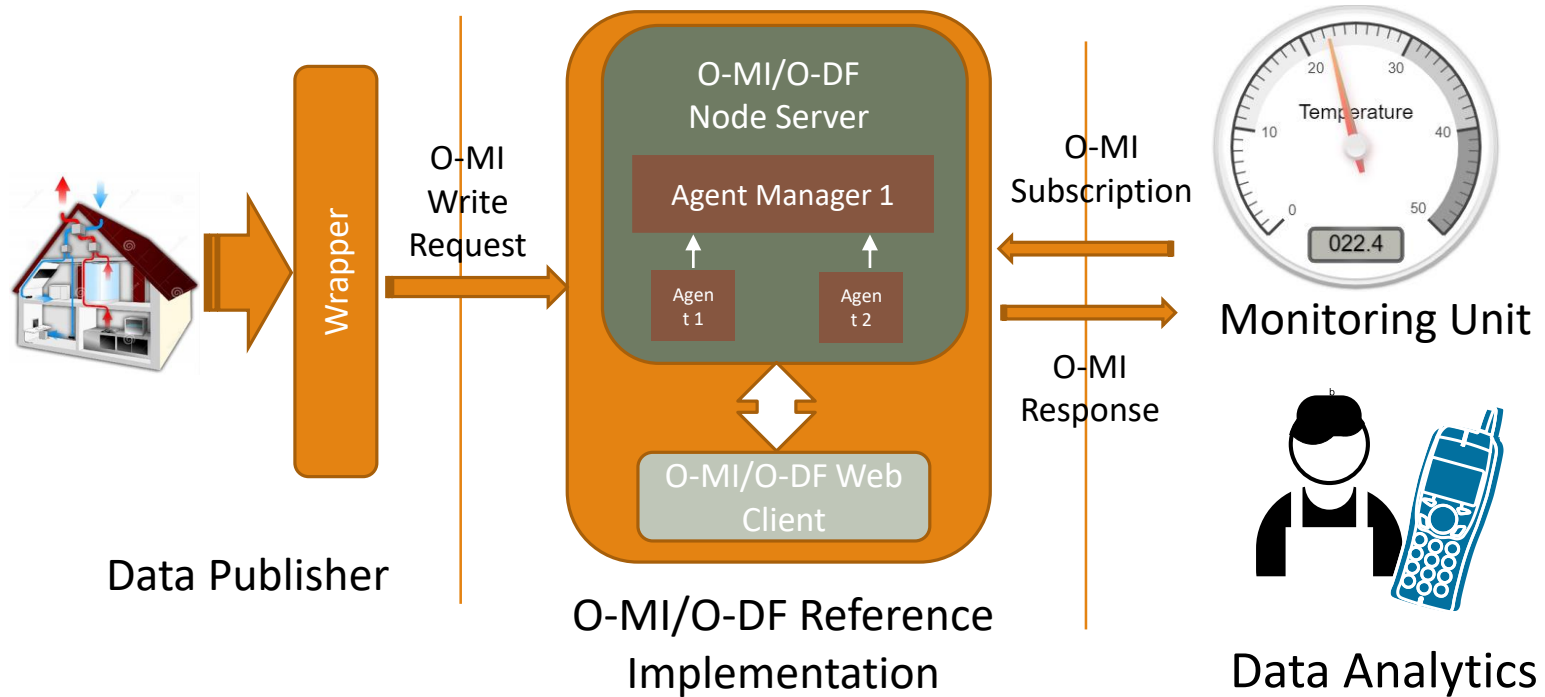 Wrapper
Data Publisher
O-MI
Write
Request
O-MI/O-DF
Node Server
Agent Manager 1
Agen
t 1
Agen
t 2
O-MI/O-DF Web
Client
O-MI/O-DF Reference
Implementation
O-MI
Subscription
O-MI
Response
0
10
20
30
40
50
Temperature
022.4
Monitoring Unit
b
Data Analytics